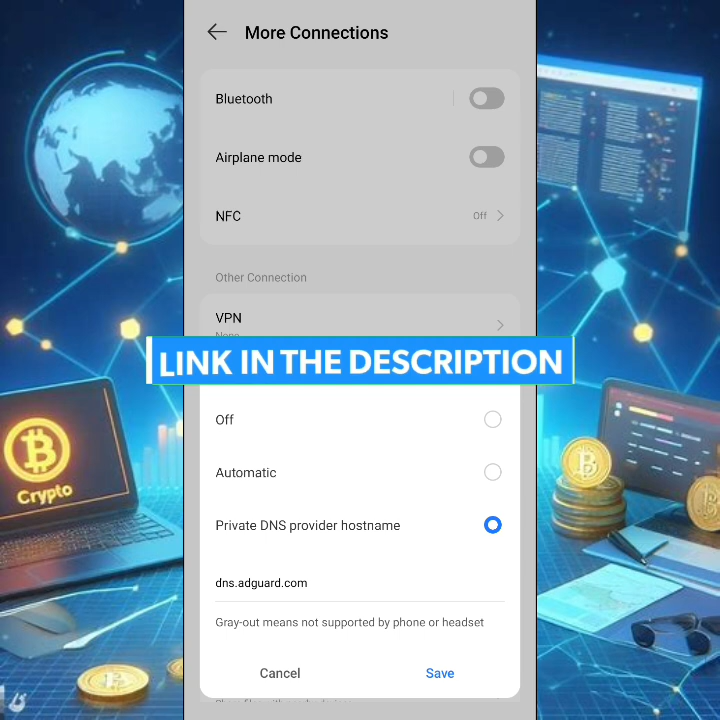 More Connections
Bluetooth
Airplane mode
NFC
Off
Other Connection
VPN
None
LINK IN THE DESCRIPTION
Off
Automatic
Private DNS provider hostname
dns.adguard.com
Gray-out means not supported by phone or headset
Cancel
Save
Crypto